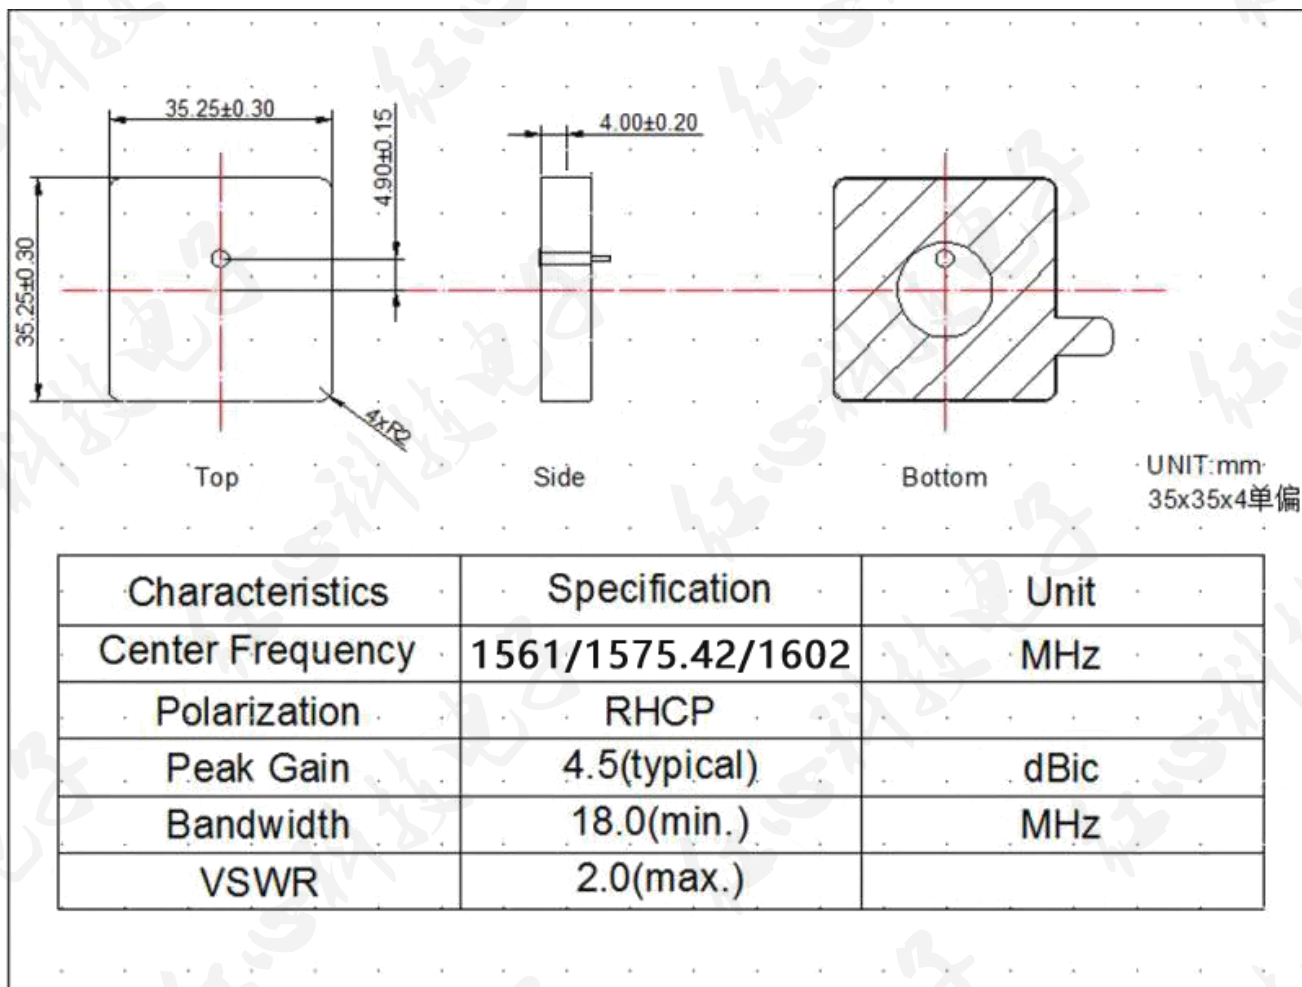 35.25±0.30
4.90±0.15
4.00±0.20
35.25±0.30
4xR2
Top
Side
Bottom
UNIT:mm
35x35x4单偏
Characteristics Specification Unit
Center Frequency 1561/1575.42/1602 MHz
Polarization RHCP
Peak Gain 4.5(typical) dBic
Bandwidth 18.0(min.) MHz
VSWR 2.0(max.)